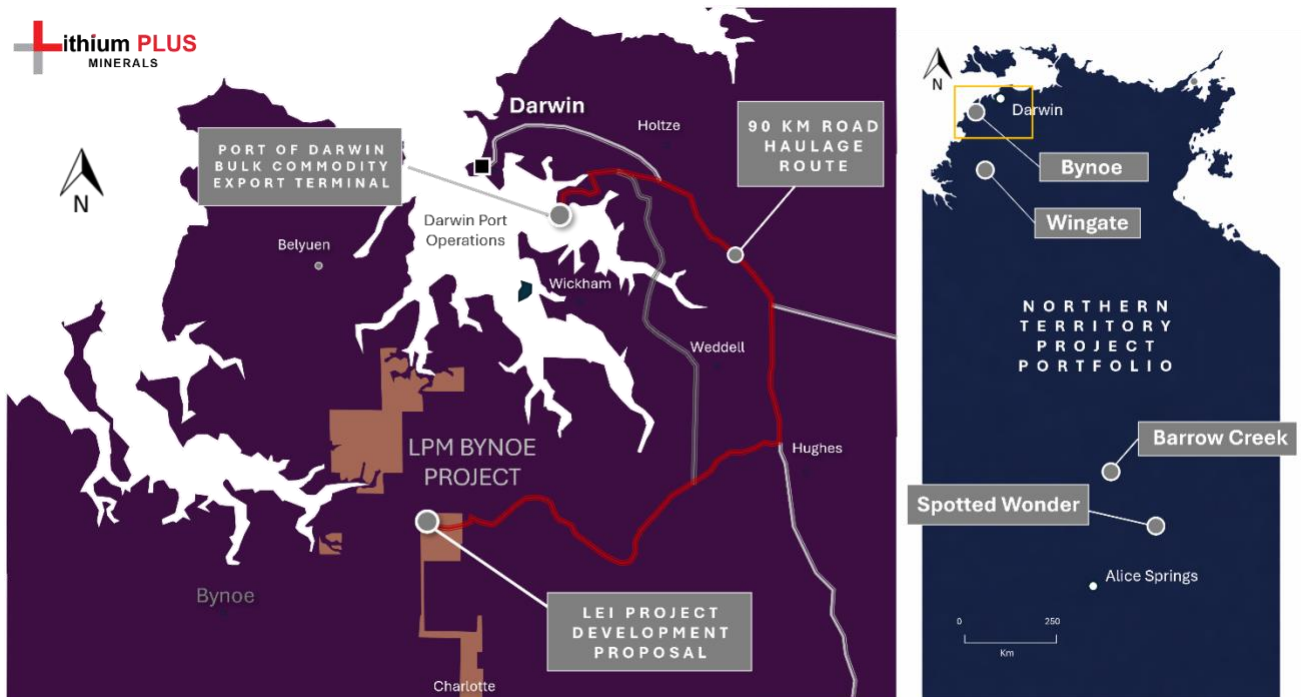 Lithium PLUS
MINERALS
N
PORT OF DARWIN
BULK COMMODITY
EXPORT TERMINAL
Darwin
Holtze
90 KM ROAD
HAULAGE
ROUTE
Belyuen
Darwin Port
Operations
Wickham
Weddell
LPM BYNOE
PROJECT
Hughes
Bynoe
LEI PROJECT
DEVELOPMENT
PROPOSAL
Charlotte
N
Darwin
Bynoe
Wingate
NORTHERN
TERRITORY
PROJECT
PORTFOLIO
Barrow Creek
Spotted Wonder
Alice Springs
0 250
Km